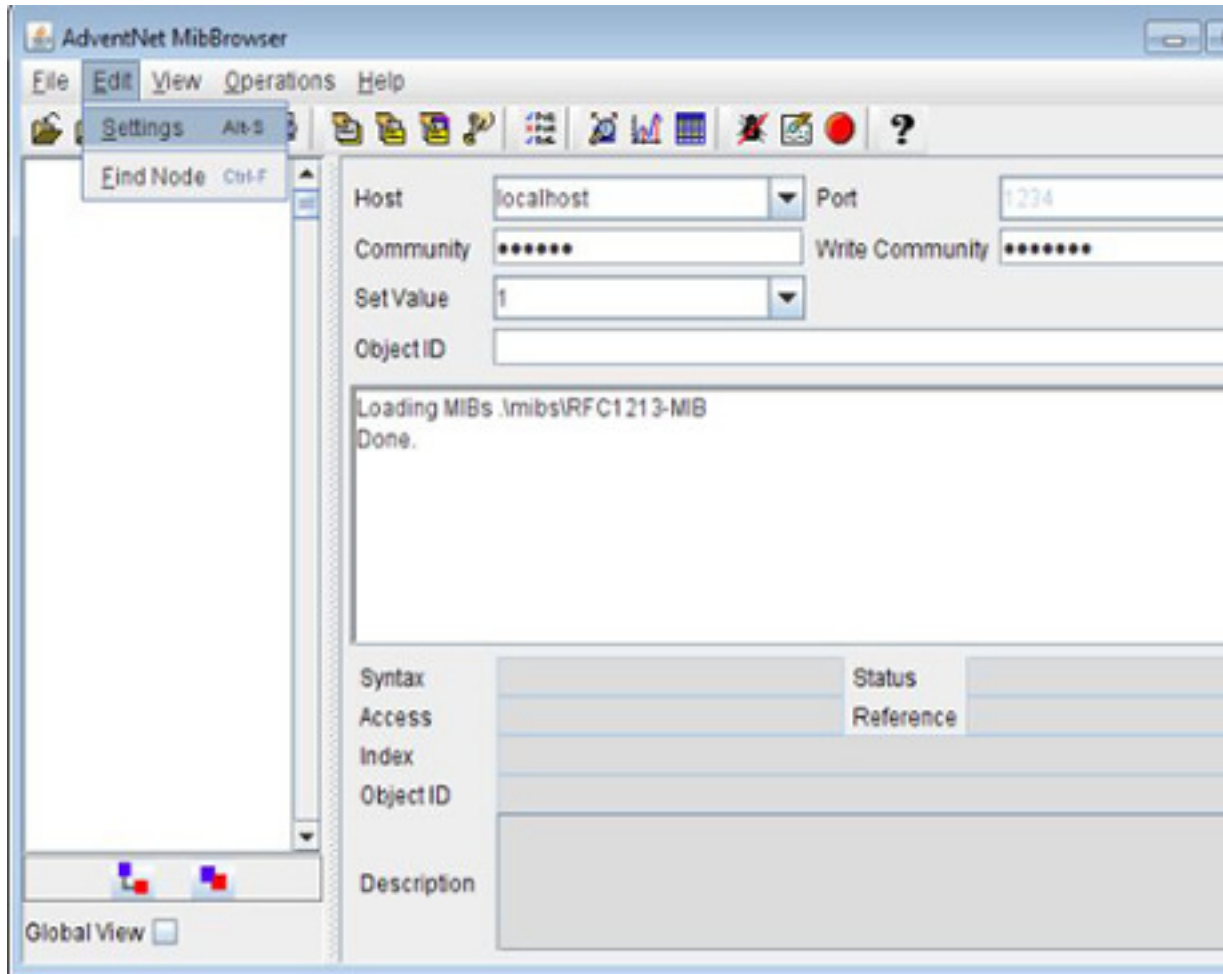 AdventNet MibBrowser
File Edit View Operations Help
Settings Alt-S
Find Node Ctrl-F
Host localhost Port 1234
Community •••••• Write Community •••••••
Set Value 1
Object ID
Loading MIBs .\mibs\RFC1213-MIB
Done.
Syntax Status
Access Reference
Index
Object ID
Description
Global View